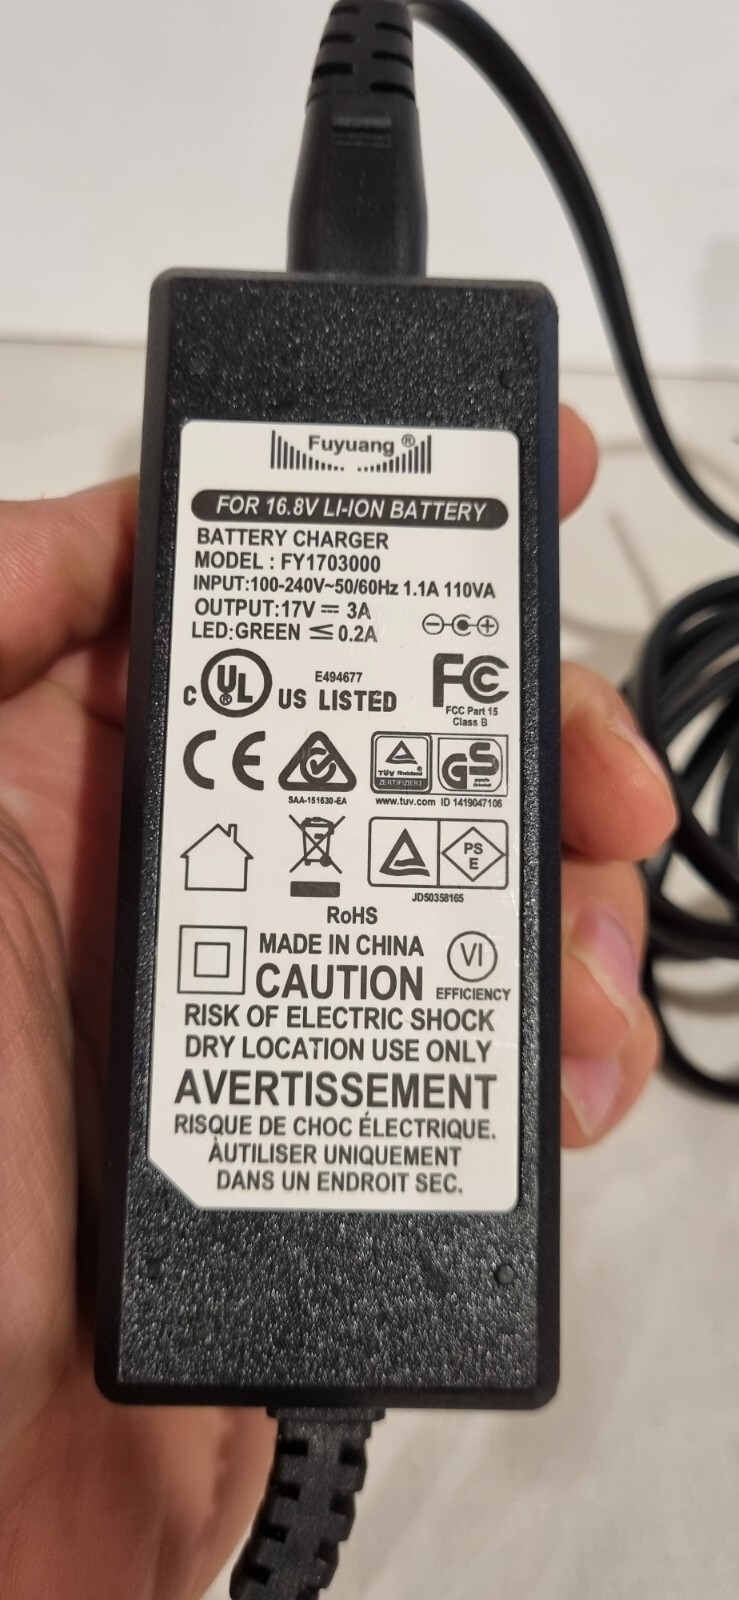 Fuyuang ®
FOR 16.8V LI-ION BATTERY
BATTERY CHARGER
MODEL : FY1703000
INPUT:100-240V~50/60Hz 1.1A 110VA
OUTPUT:17V ⎓ 3A
LED:GREEN ≤ 0.2A
E494677
C UL ® US LISTED
FC
FCC Part 15
Class B
CE
SAA-151630-EA
TÜVRheinland ®
ZERTIFIZIERT
GS
www.tuv.com ID 1419047106
PS
E
JD50358165
RoHS
MADE IN CHINA
VI
CAUTION
EFFICIENCY
RISK OF ELECTRIC SHOCK
DRY LOCATION USE ONLY
AVERTISSEMENT
RISQUE DE CHOC ÉLECTRIQUE.
ÀUTILISER UNIQUEMENT
DANS UN ENDROIT SEC.